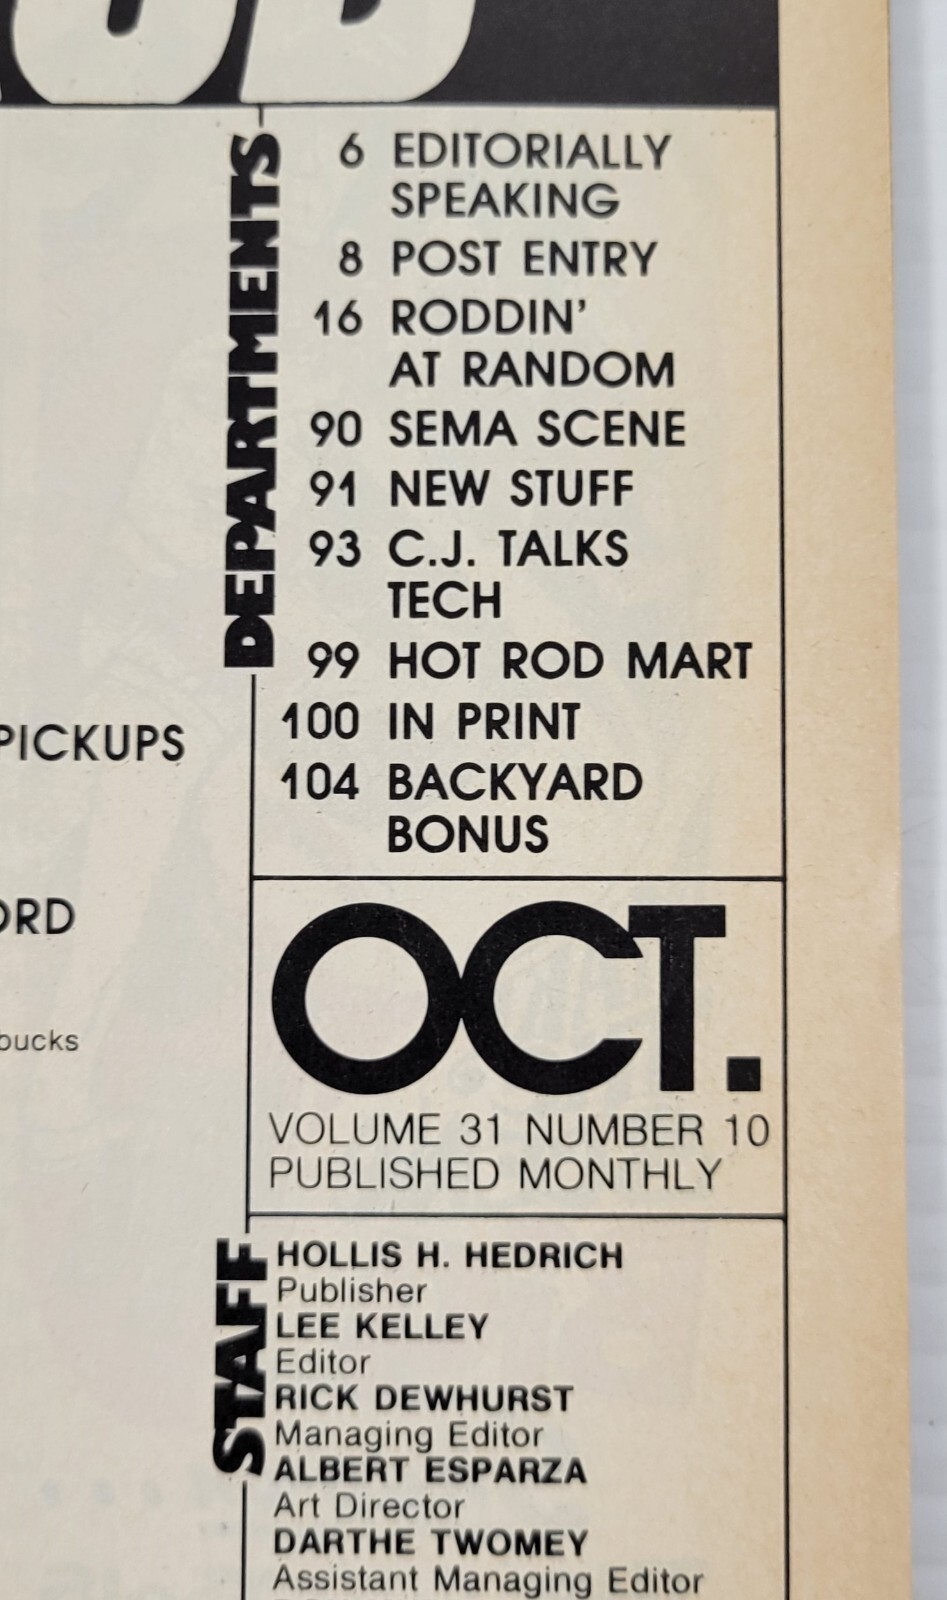 DEPARTMENTS
6 EDITORIALLY
SPEAKING
8 POST ENTRY
16 RODDIN'
AT RANDOM
90 SEMA SCENE
91 NEW STUFF
93 C.J. TALKS
TECH
99 HOT ROD MART
100 IN PRINT
104 BACKYARD
BONUS
PICKUPS
bucks
OCT.
VOLUME 31 NUMBER 10
PUBLISHED MONTHLY
STAFF
HOLLIS H. HEDRICH
Publisher
LEE KELLEY
Editor
RICK DEWHURST
Managing Editor
ALBERT ESPARZA
Art Director
DARTHE TWOMEY
Assistant Managing Editor